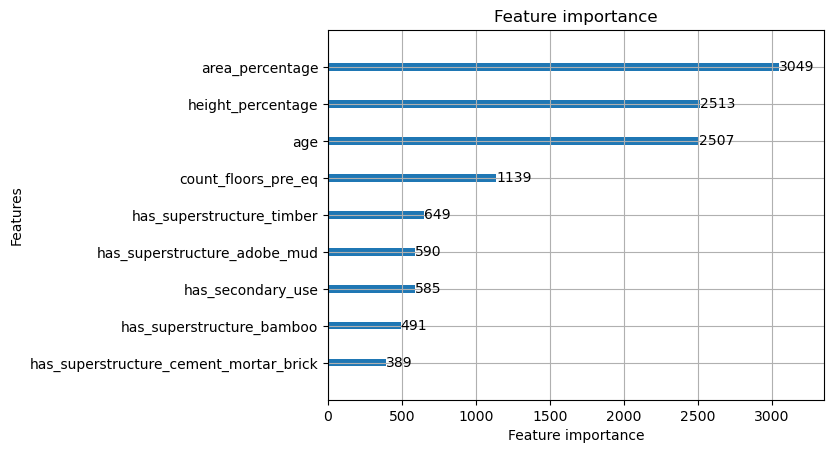 Feature importance
area_percentage 3049
height_percentage 2513
age 2507
count_floors_pre_eq 1139
has_superstructure_timber 649
has_superstructure_adobe_mud 590
has_secondary_use 585
has_superstructure_bamboo 491
has_superstructure_cement_mortar_brick 389
Features
0 500 1000 1500 2000 2500 3000
Feature importance